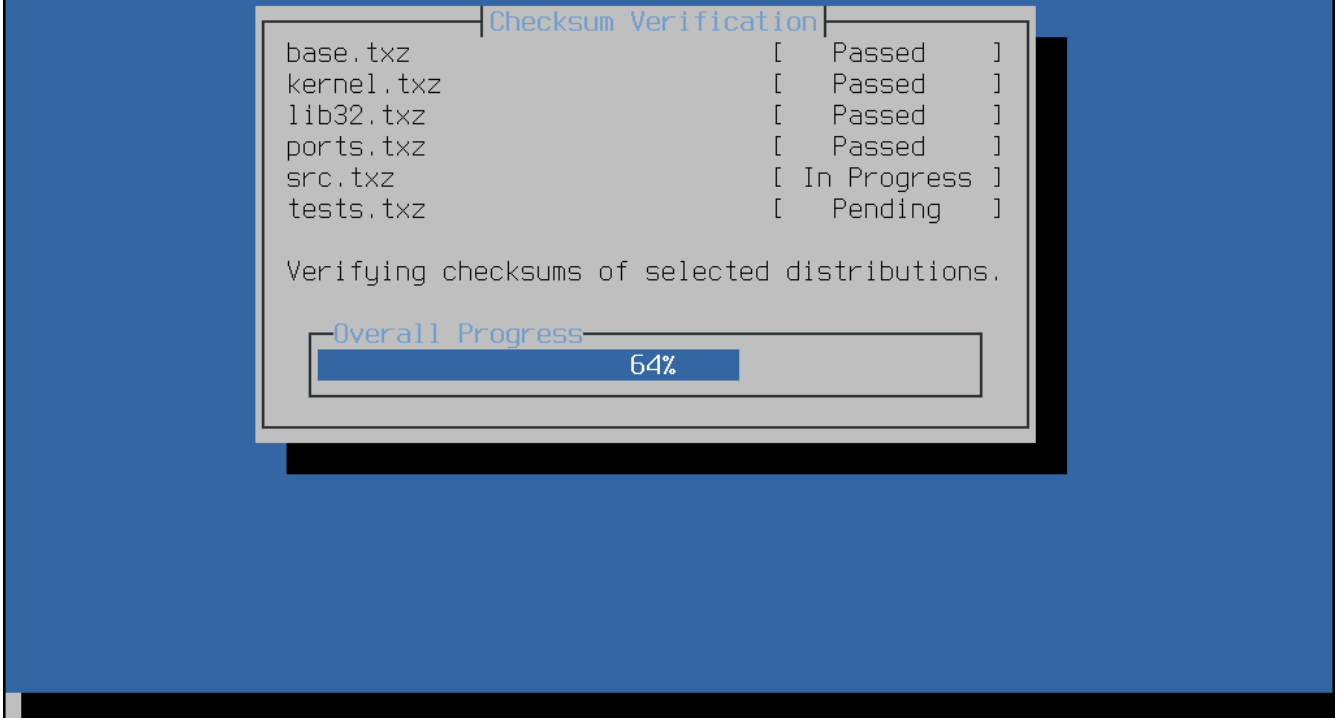 Checksum Verification
base.txz [ Passed ]
kernel.txz [ Passed ]
lib32.txz [ Passed ]
ports.txz [ Passed ]
src.txz [ In Progress ]
tests.txz [ Pending ]
Verifying checksums of selected distributions.
Overall Progress
64%